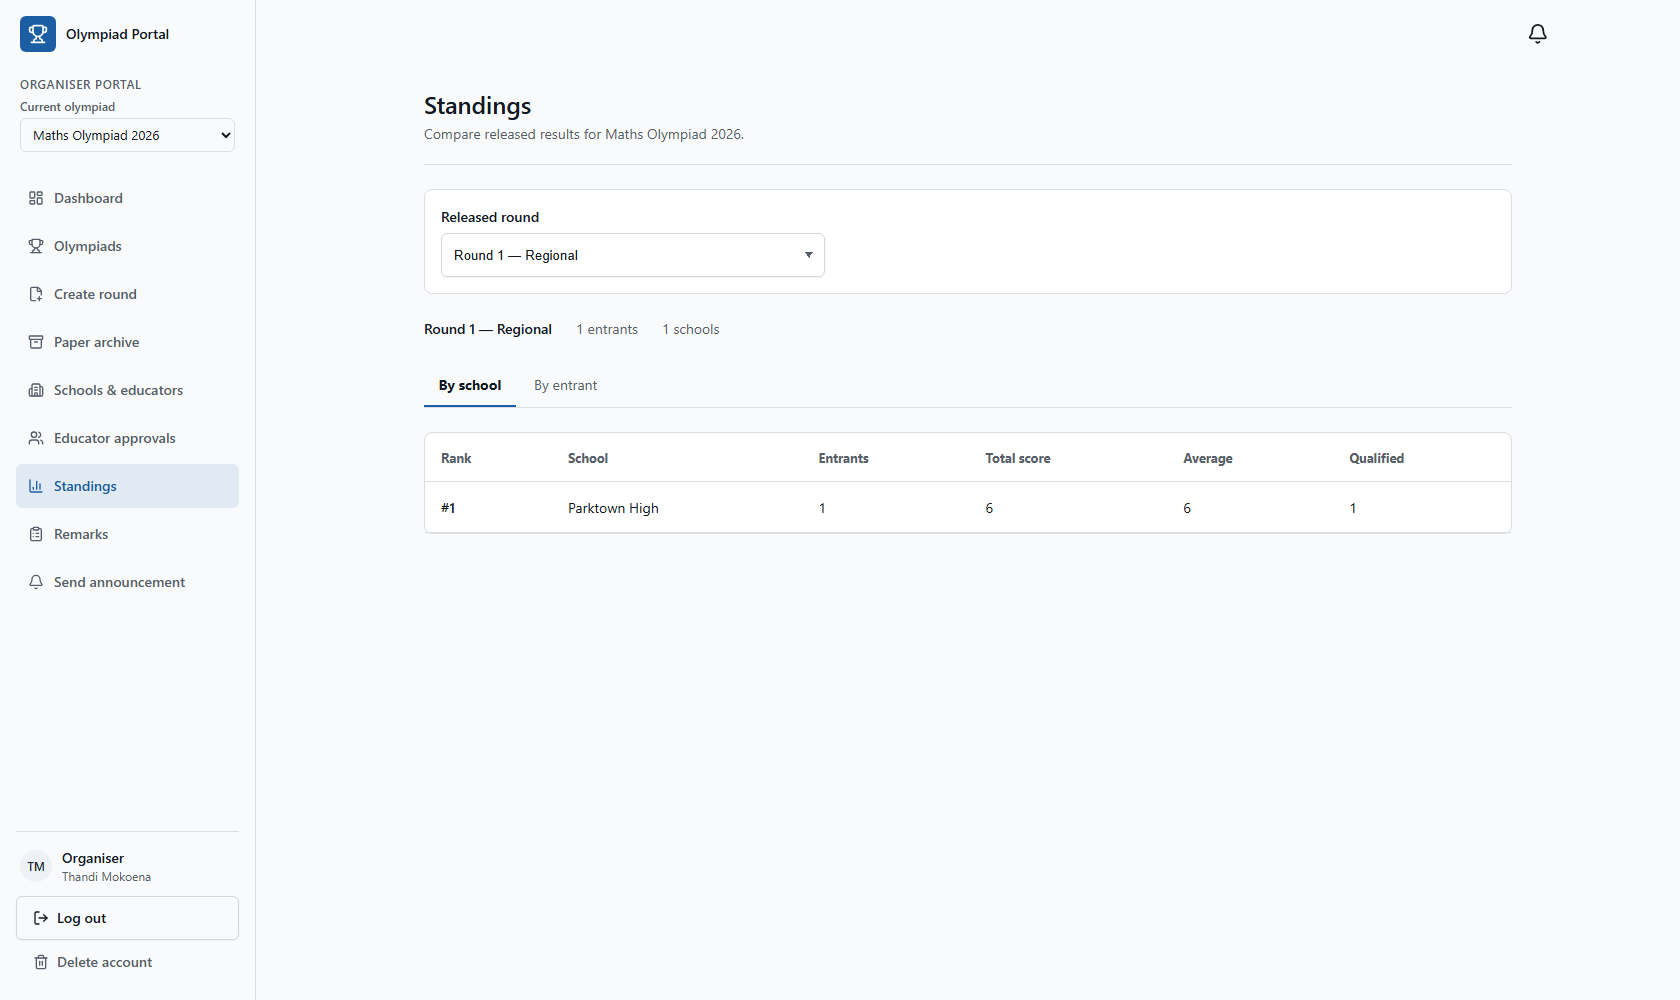 Olympiad Portal
ORGANISER PORTAL
Current olympiad
Maths Olympiad 2026
Dashboard
Olympiads
Create round
Paper archive
Schools & educators
Educator approvals
Standings
Remarks
Send announcement
TM
Organiser
Thandi Mokoena
Log out
Delete account
Standings
Compare released results for Maths Olympiad 2026.
Released round
Round 1 — Regional
Round 1 — Regional 1 entrants 1 schools
By school By entrant
Rank School Entrants Total score Average Qualified
#1 Parktown High 1 6 6 1